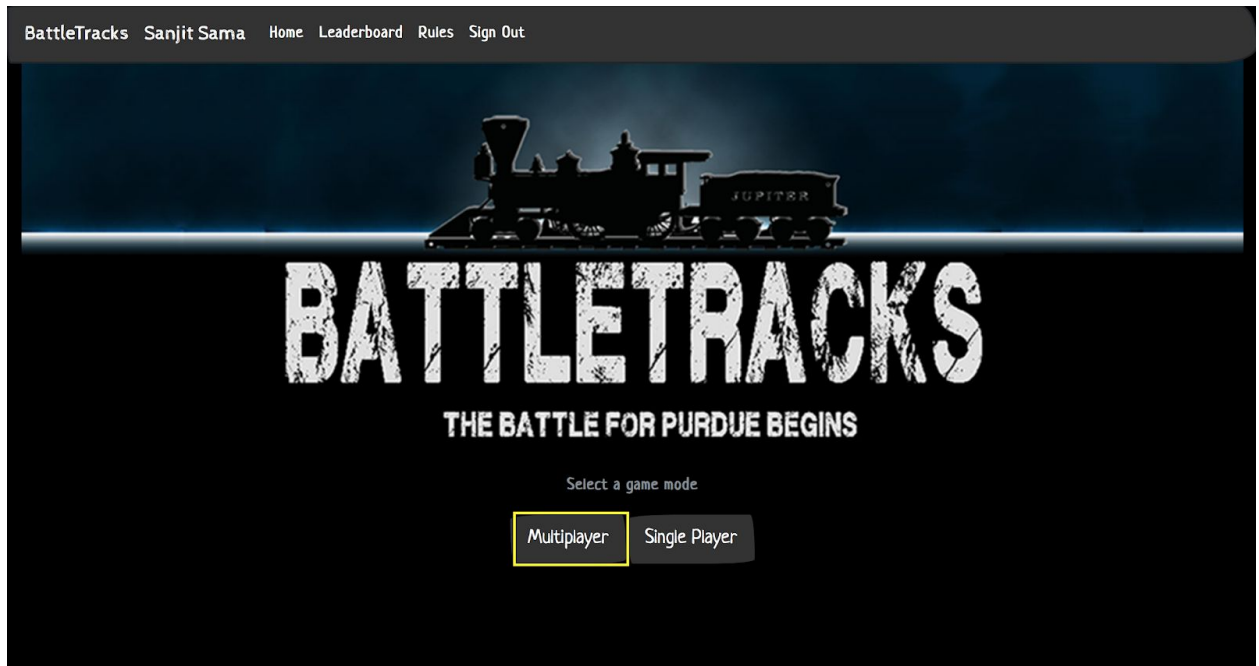 BattleTracks Sanjit Sama Home Leaderboard Rules Sign Out
JUPITER
BATTLETRACKS
THE BATTLE FOR PURDUE BEGINS
Select a game mode
Multiplayer Single Player